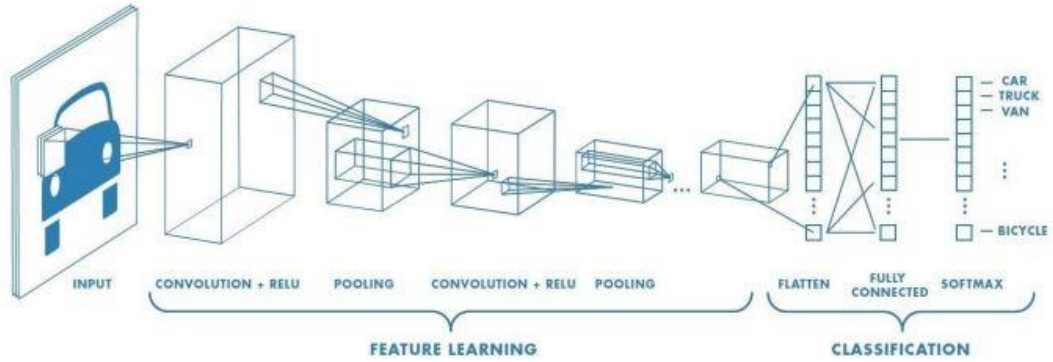 CAR
TRUCK
VAN
BICYCLE
INPUT
CONVOLUTION + RELU
POOLING
CONVOLUTION + RELU
POOLING
FLATTEN
FULLY
CONNECTED
SOFTMAX
FEATURE LEARNING
CLASSIFICATION